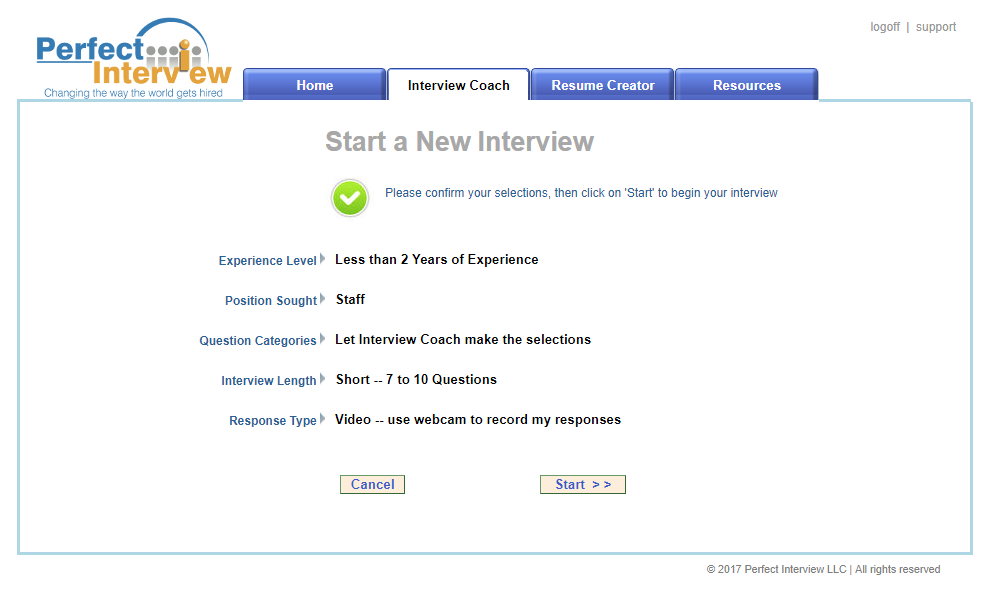 logoff | support
Perfect
Interview
Changing the way the world gets hired
Home
Interview Coach
Resume Creator
Resources
Start a New Interview
Please confirm your selections, then click on 'Start' to begin your interview
Experience Level Less than 2 Years of Experience
Position Sought Staff
Question Categories Let Interview Coach make the selections
Interview Length Short -- 7 to 10 Questions
Response Type Video -- use webcam to record my responses
Cancel
Start >>
© 2017 Perfect Interview LLC | All rights reserved